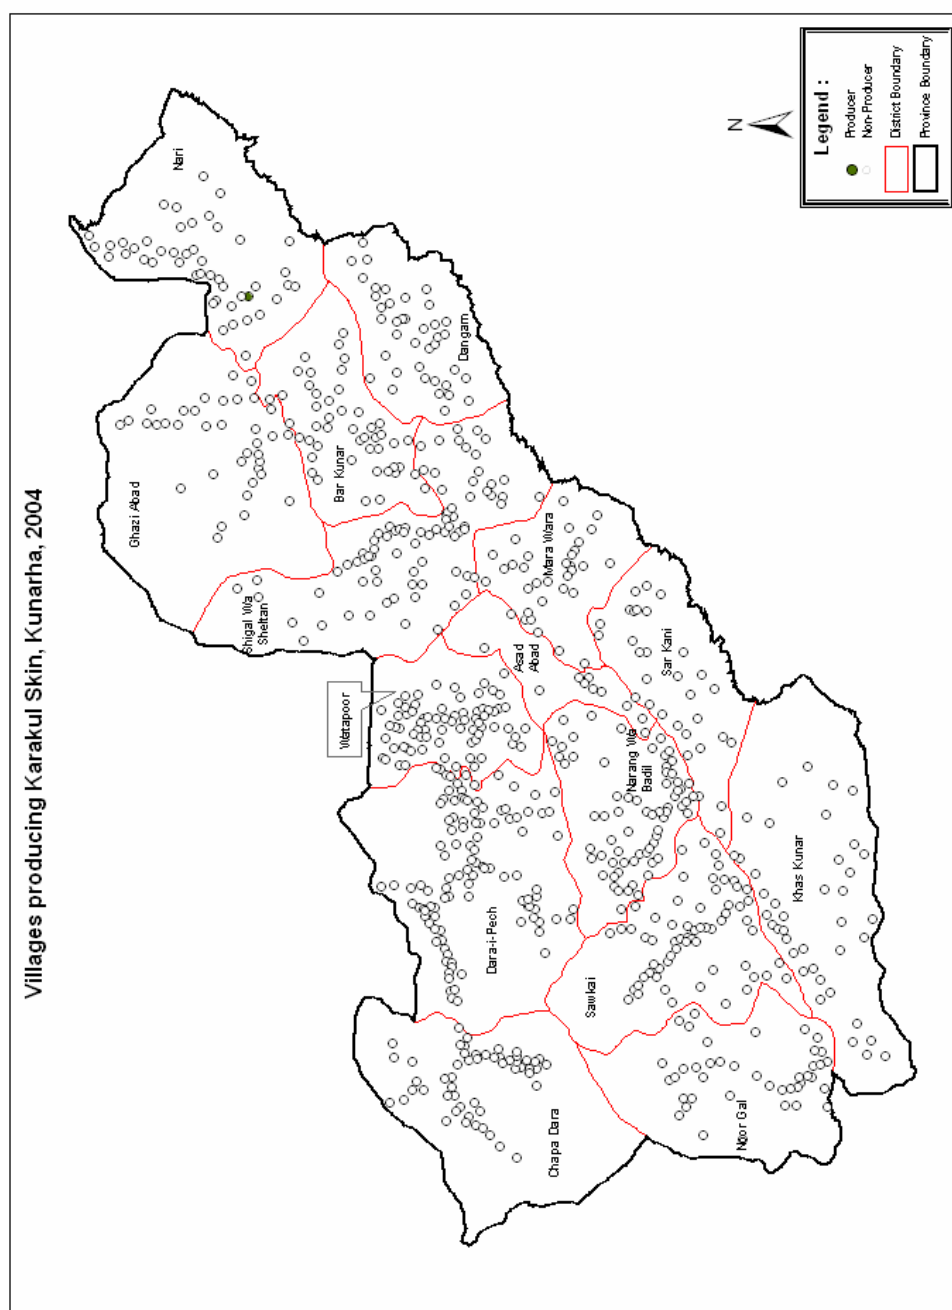 Villages producing Karakul Skin, Kunarha, 2004
Nari
Ghazi Abad
Bar Kunar
Dangam
Shigal Wa
Sheltan
Watapoor
Asad
Abad
Mara Wara
Sar Kani
Narang Wa
Badil
Dara-i-Pech
Sawkai
Khas Kunar
Chapa Dara
Noor Gal
N
Legend :
Producer
Non-Producer
District Boundary
Province Boundary